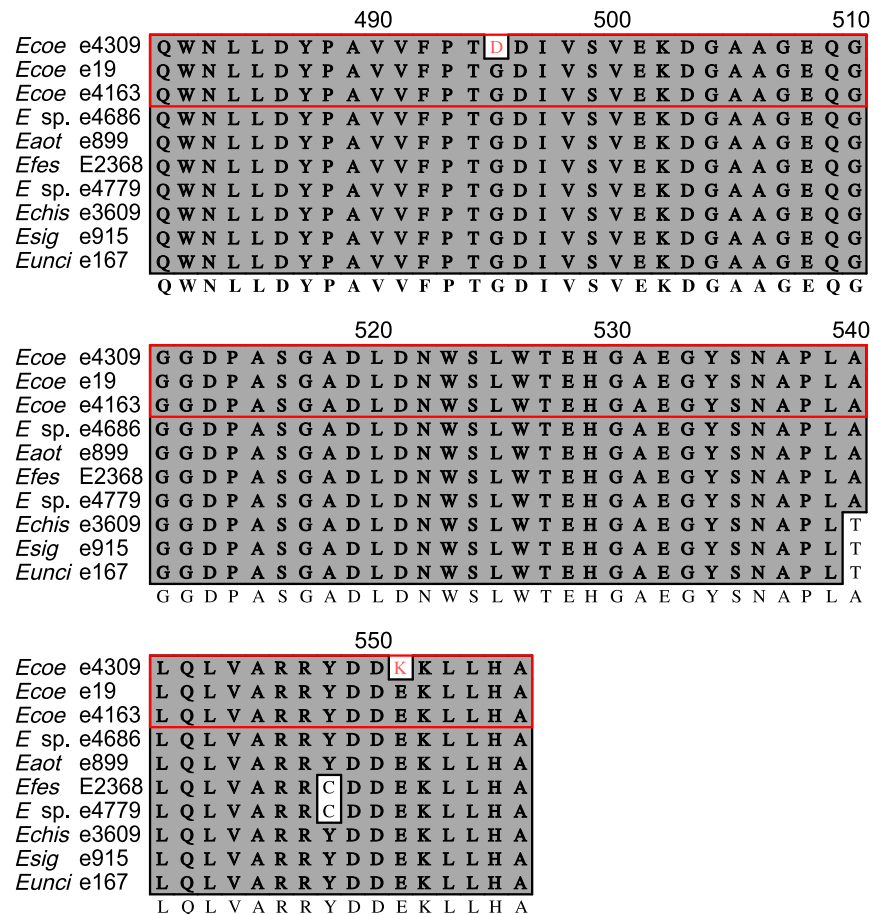 490 500 510
Ecoe e4309 Q W N L L D Y P A V V F P T D D I V S V E K D G A A G E Q G
Ecoe e19 Q W N L L D Y P A V V F P T G D I V S V E K D G A A G E Q G
Ecoe e4163 Q W N L L D Y P A V V F P T G D I V S V E K D G A A G E Q G
E sp. e4686 Q W N L L D Y P A V V F P T G D I V S V E K D G A A G E Q G
Eaot e899 Q W N L L D Y P A V V F P T G D I V S V E K D G A A G E Q G
Efes E2368 Q W N L L D Y P A V V F P T G D I V S V E K D G A A G E Q G
E sp. e4779 Q W N L L D Y P A V V F P T G D I V S V E K D G A A G E Q G
Echis e3609 Q W N L L D Y P A V V F P T G D I V S V E K D G A A G E Q G
Esig e915 Q W N L L D Y P A V V F P T G D I V S V E K D G A A G E Q G
Eunci e167 Q W N L L D Y P A V V F P T G D I V S V E K D G A A G E Q G
Q W N L L D Y P A V V F P T G D I V S V E K D G A A G E Q G
520 530 540
Ecoe e4309 G G D P A S G A D L D N W S L W T E H G A E G Y S N A P L A
Ecoe e19 G G D P A S G A D L D N W S L W T E H G A E G Y S N A P L A
Ecoe e4163 G G D P A S G A D L D N W S L W T E H G A E G Y S N A P L A
E sp. e4686 G G D P A S G A D L D N W S L W T E H G A E G Y S N A P L A
Eaot e899 G G D P A S G A D L D N W S L W T E H G A E G Y S N A P L A
Efes E2368 G G D P A S G A D L D N W S L W T E H G A E G Y S N A P L A
E sp. e4779 G G D P A S G A D L D N W S L W T E H G A E G Y S N A P L A
Echis e3609 G G D P A S G A D L D N W S L W T E H G A E G Y S N A P L T
Esig e915 G G D P A S G A D L D N W S L W T E H G A E G Y S N A P L T
Eunci e167 G G D P A S G A D L D N W S L W T E H G A E G Y S N A P L T
G G D P A S G A D L D N W S L W T E H G A E G Y S N A P L A
550
Ecoe e4309 L Q L V A R R Y D D K K L L H A
Ecoe e19 L Q L V A R R Y D D E K L L H A
Ecoe e4163 L Q L V A R R Y D D E K L L H A
E sp. e4686 L Q L V A R R Y D D E K L L H A
Eaot e899 L Q L V A R R Y D D E K L L H A
Efes E2368 L Q L V A R R C D D E K L L H A
E sp. e4779 L Q L V A R R C D D E K L L H A
Echis e3609 L Q L V A R R Y D D E K L L H A
Esig e915 L Q L V A R R Y D D E K L L H A
Eunci e167 L Q L V A R R Y D D E K L L H A
L Q L V A R R Y D D E K L L H A